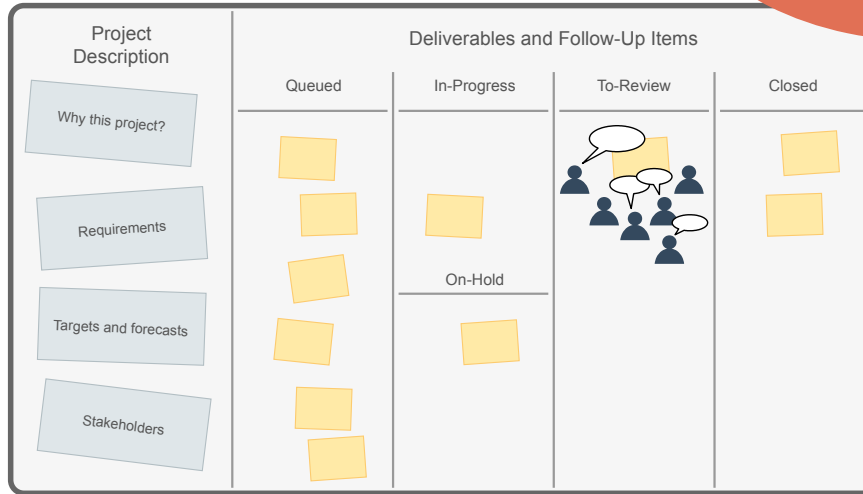 Project
Description
Deliverables and Follow-Up Items
Queued
In-Progress
To-Review
Closed
Why this project?
Requirements
On-Hold
Targets and forecasts
Stakeholders